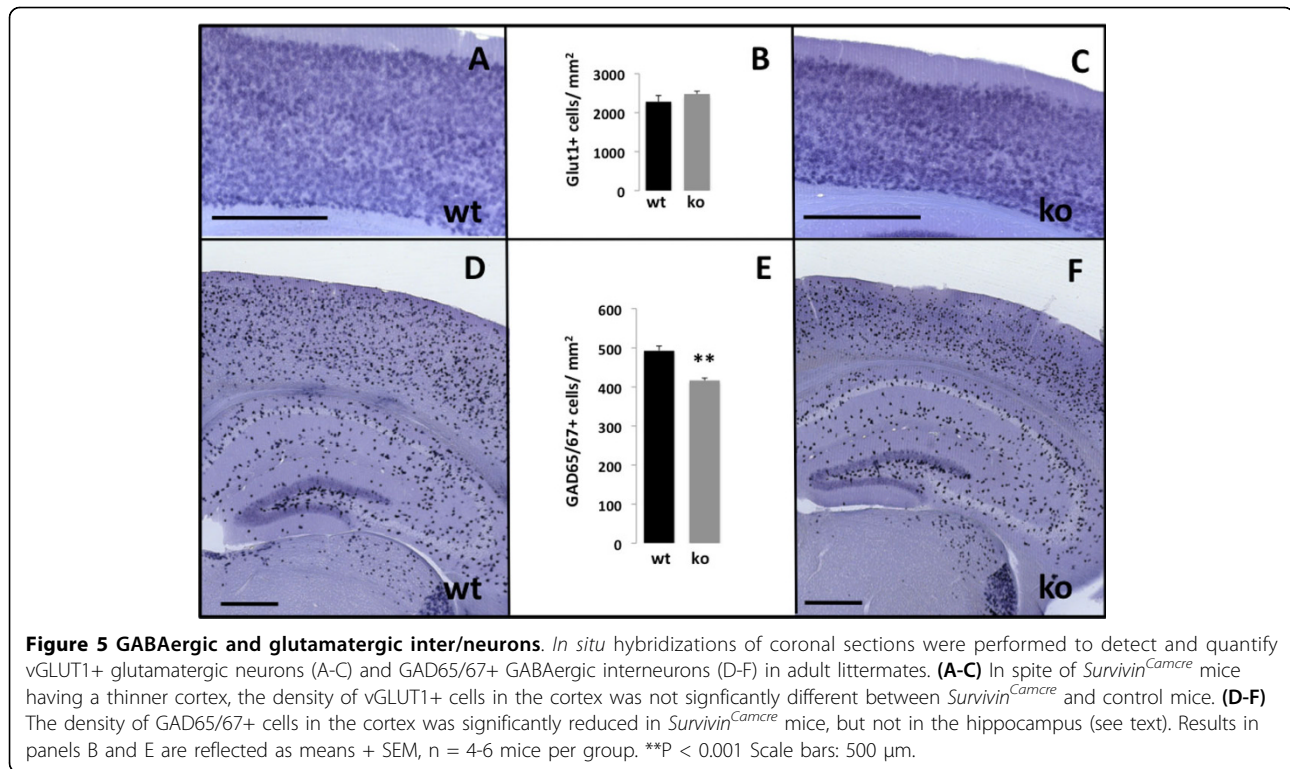 A
B
C
3000
2000
1000
0
Glut1+ cells/ mm²
wt
ko
wt
ko
D
E
F
600
500
400
300
200
100
0
GAD65/67+ cells/ mm²
**
wt
ko
wt
ko
Figure 5 GABAergic and glutamatergic inter/neurons. In situ hybridizations of coronal sections were performed to detect and quantify
vGLUT1+ glutamatergic neurons (A-C) and GAD65/67+ GABAergic interneurons (D-F) in adult littermates. (A-C) In spite of Survivin^Camcre mice
having a thinner cortex, the density of vGLUT1+ cells in the cortex was not signficantly different between Survivin^Camcre and control mice. (D-F)
The density of GAD65/67+ cells in the cortex was significantly reduced in Survivin^Camcre mice, but not in the hippocampus (see text). Results in
panels B and E are reflected as means + SEM, n = 4-6 mice per group. **P < 0.001 Scale bars: 500 μm.